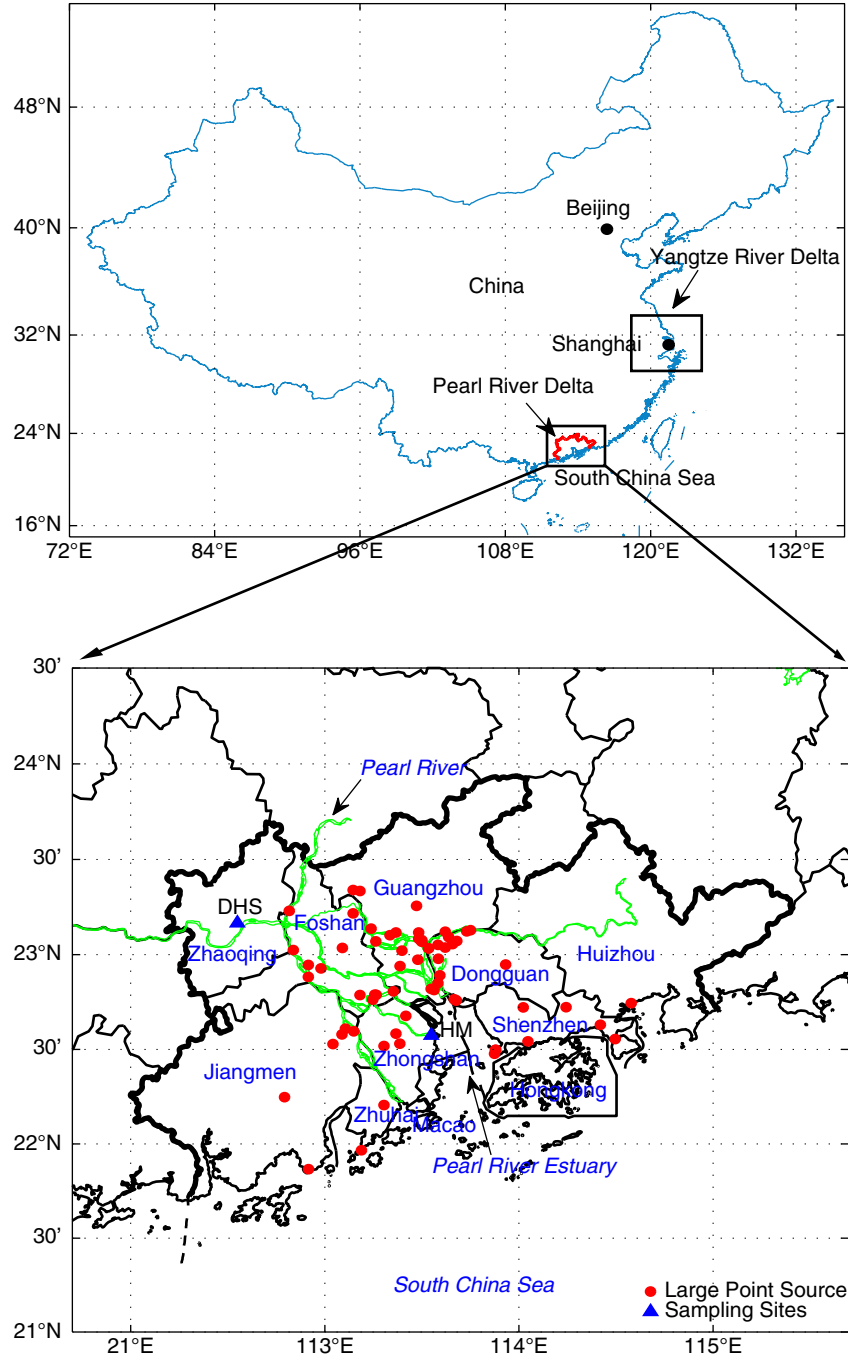 48°N
40°N
32°N
24°N
16°N
72°E
84°E
96°E
108°E
120°E
132°E
Beijing
Yangtze River Delta
China
Shanghai
Pearl River Delta
South China Sea
30'
24°N
30'
23°N
30'
22°N
30'
21°N
21°E
113°E
114°E
115°E
Pearl River
DHS
Guangzhou
Foshan
Zhaoqing
Huizhou
Dongguan
HM
Shenzhen
Zhongshan
Jiangmen
Hongkong
Zhuhai
Macao
Pearl River Estuary
South China Sea
Large Point Source
Sampling Sites